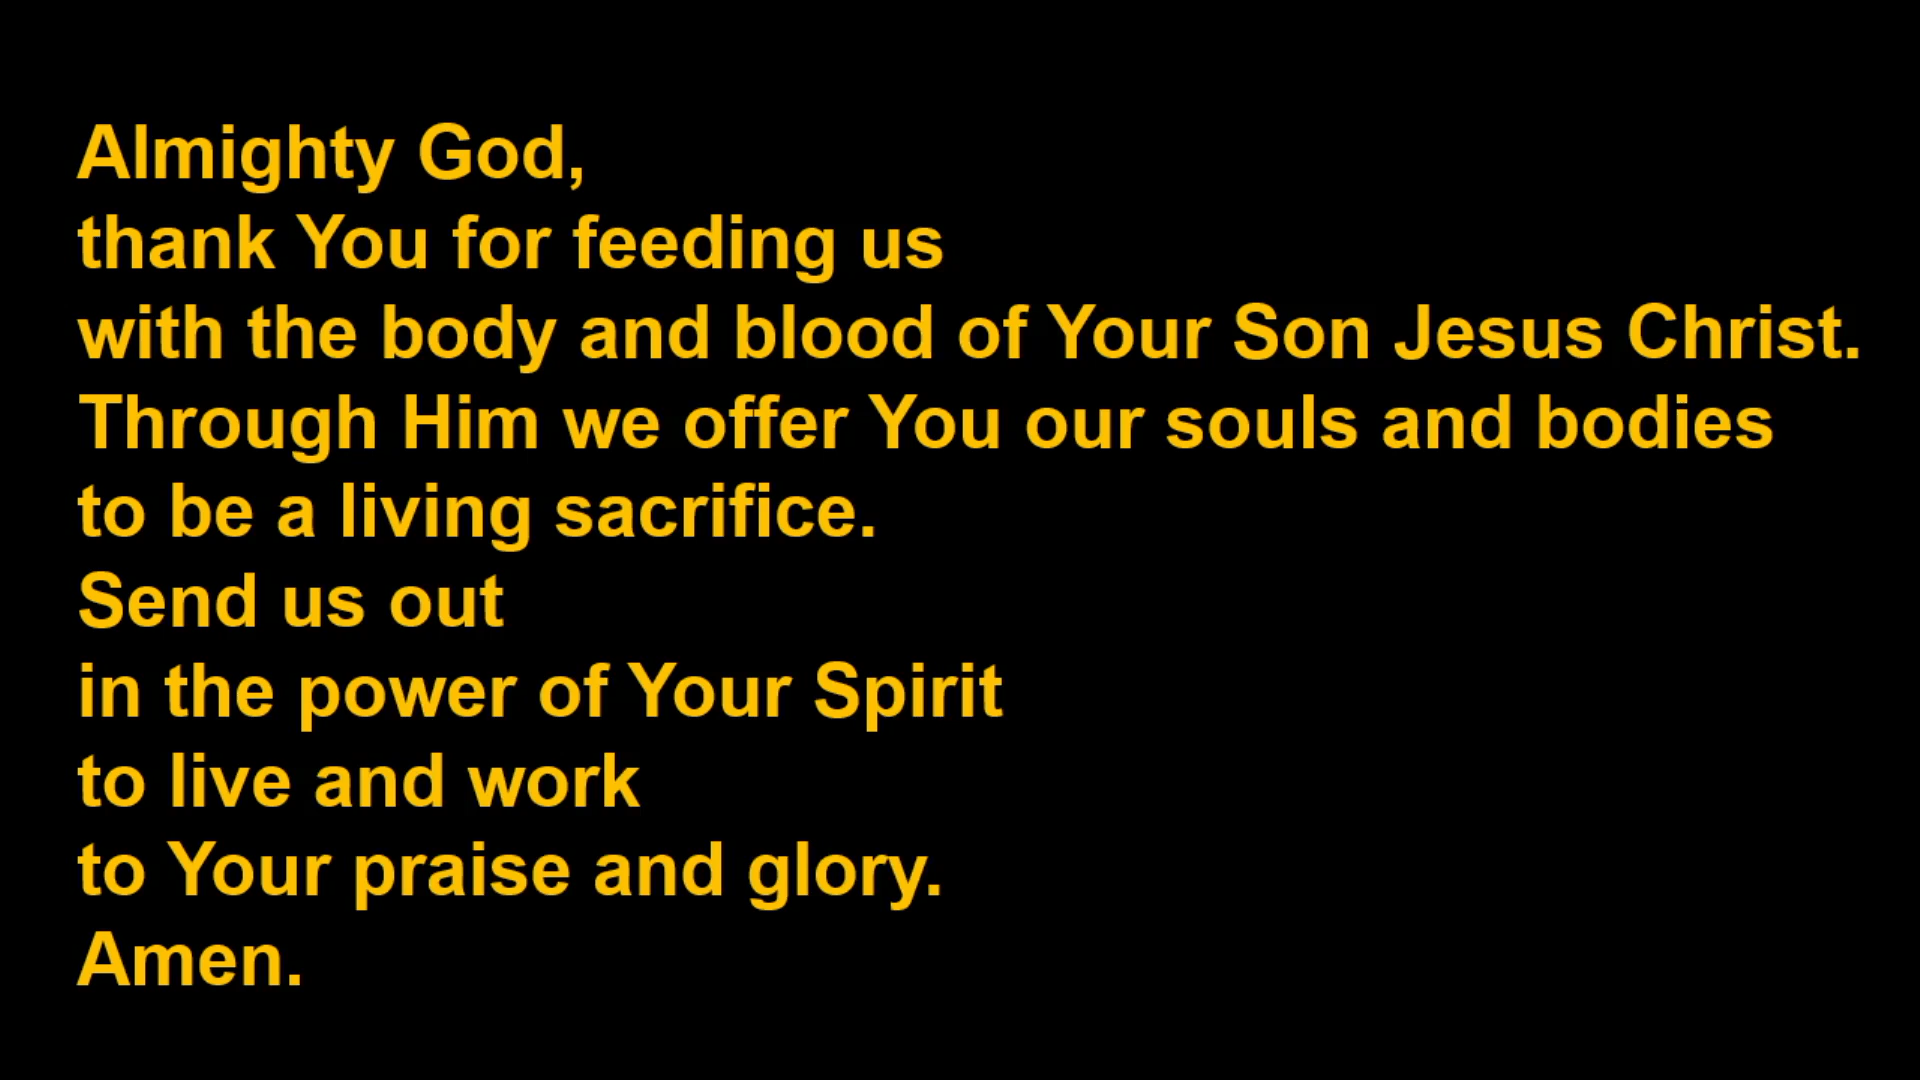 Almighty God,
thank You for feeding us
with the body and blood of Your Son Jesus Christ.
Through Him we offer You our souls and bodies
to be a living sacrifice.
Send us out
in the power of Your Spirit
to live and work
to Your praise and glory.
Amen.